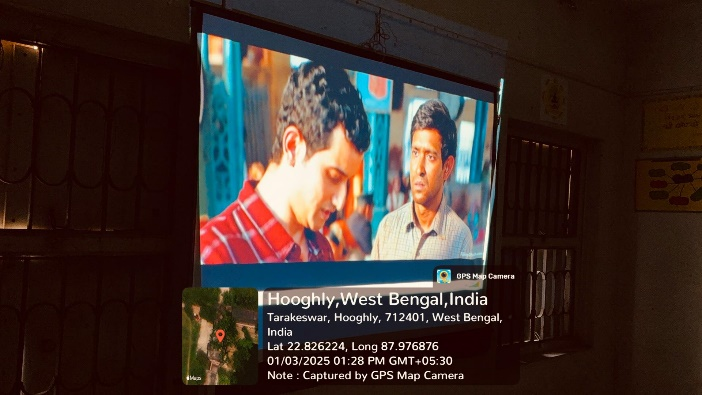 GPS Map Camera
Hooghly,West Bengal,India
Tarakeswar, Hooghly, 712401, West Bengal,
India
Lat 22.826224, Long 87.976876
01/03/2025 01:28 PM GMT+05:30
Note : Captured by GPS Map Camera
Maps